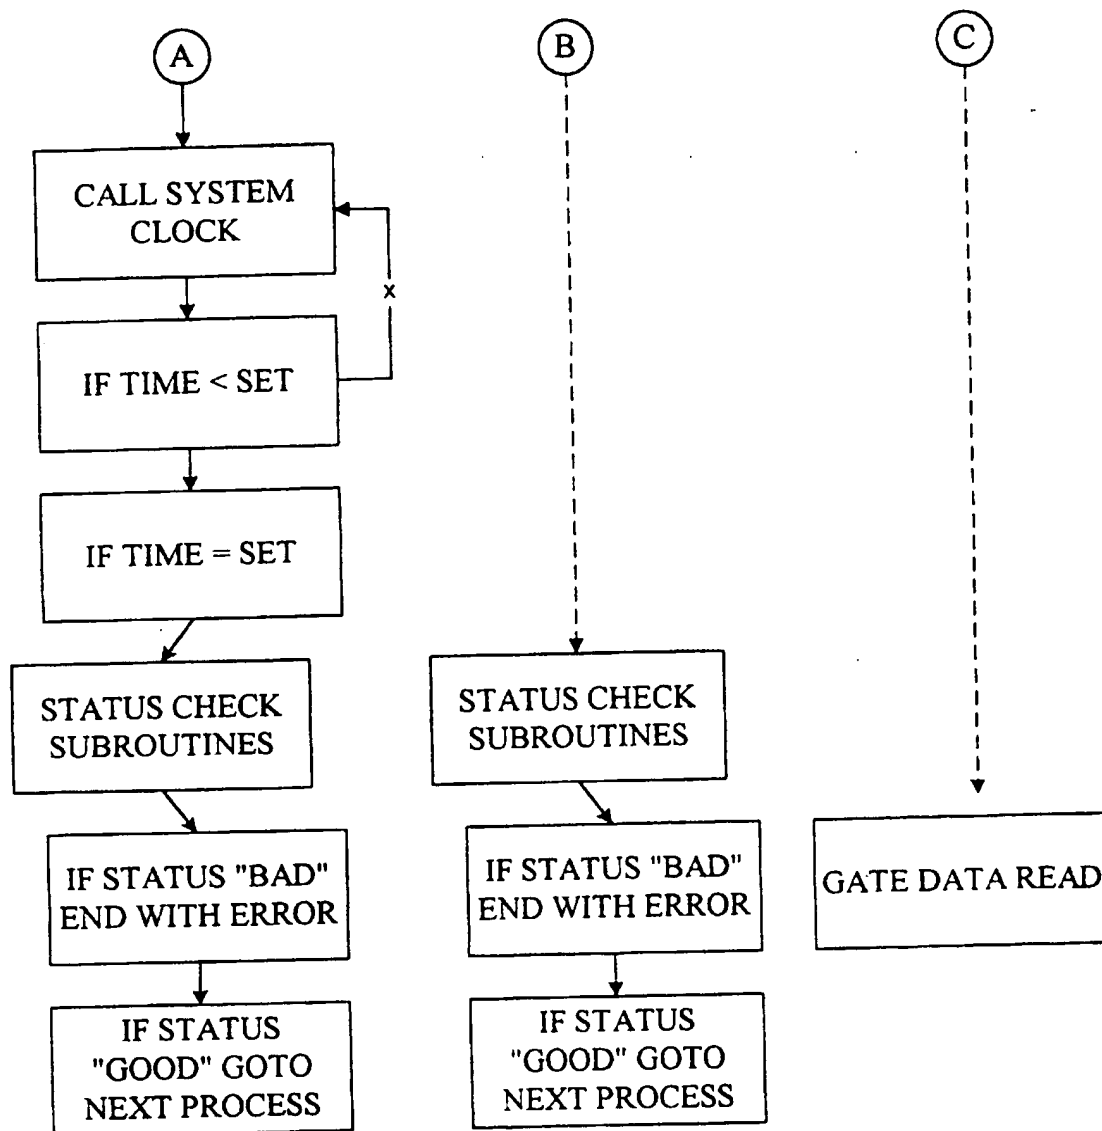 A
CALL SYSTEM
CLOCK
x
IF TIME < SET
IF TIME = SET
STATUS CHECK
SUBROUTINES
IF STATUS "BAD"
END WITH ERROR
IF STATUS
"GOOD" GOTO
NEXT PROCESS
B
STATUS CHECK
SUBROUTINES
IF STATUS "BAD"
END WITH ERROR
IF STATUS
"GOOD" GOTO
NEXT PROCESS
C
GATE DATA READ